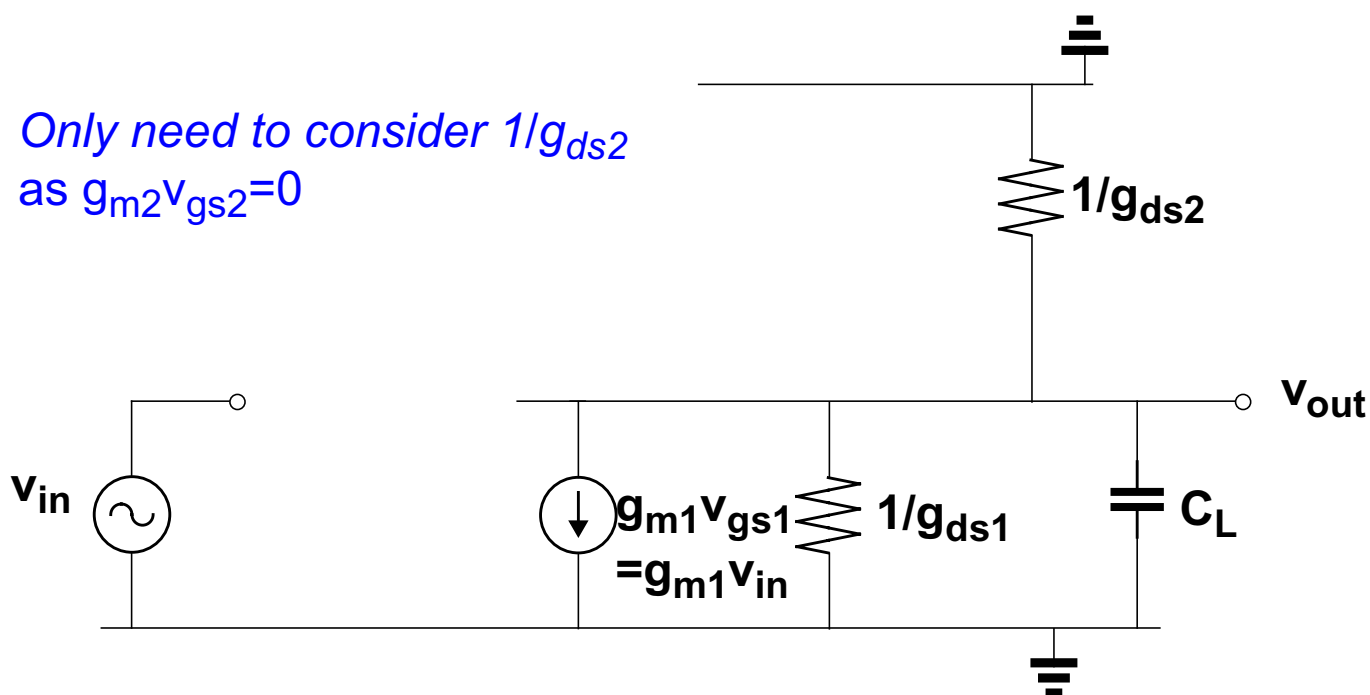 Only need to consider 1/gds2
as gm2vgs2=0
1/gds2
vout
vin
gm1vgs1
=gm1vin
1/gds1
CL